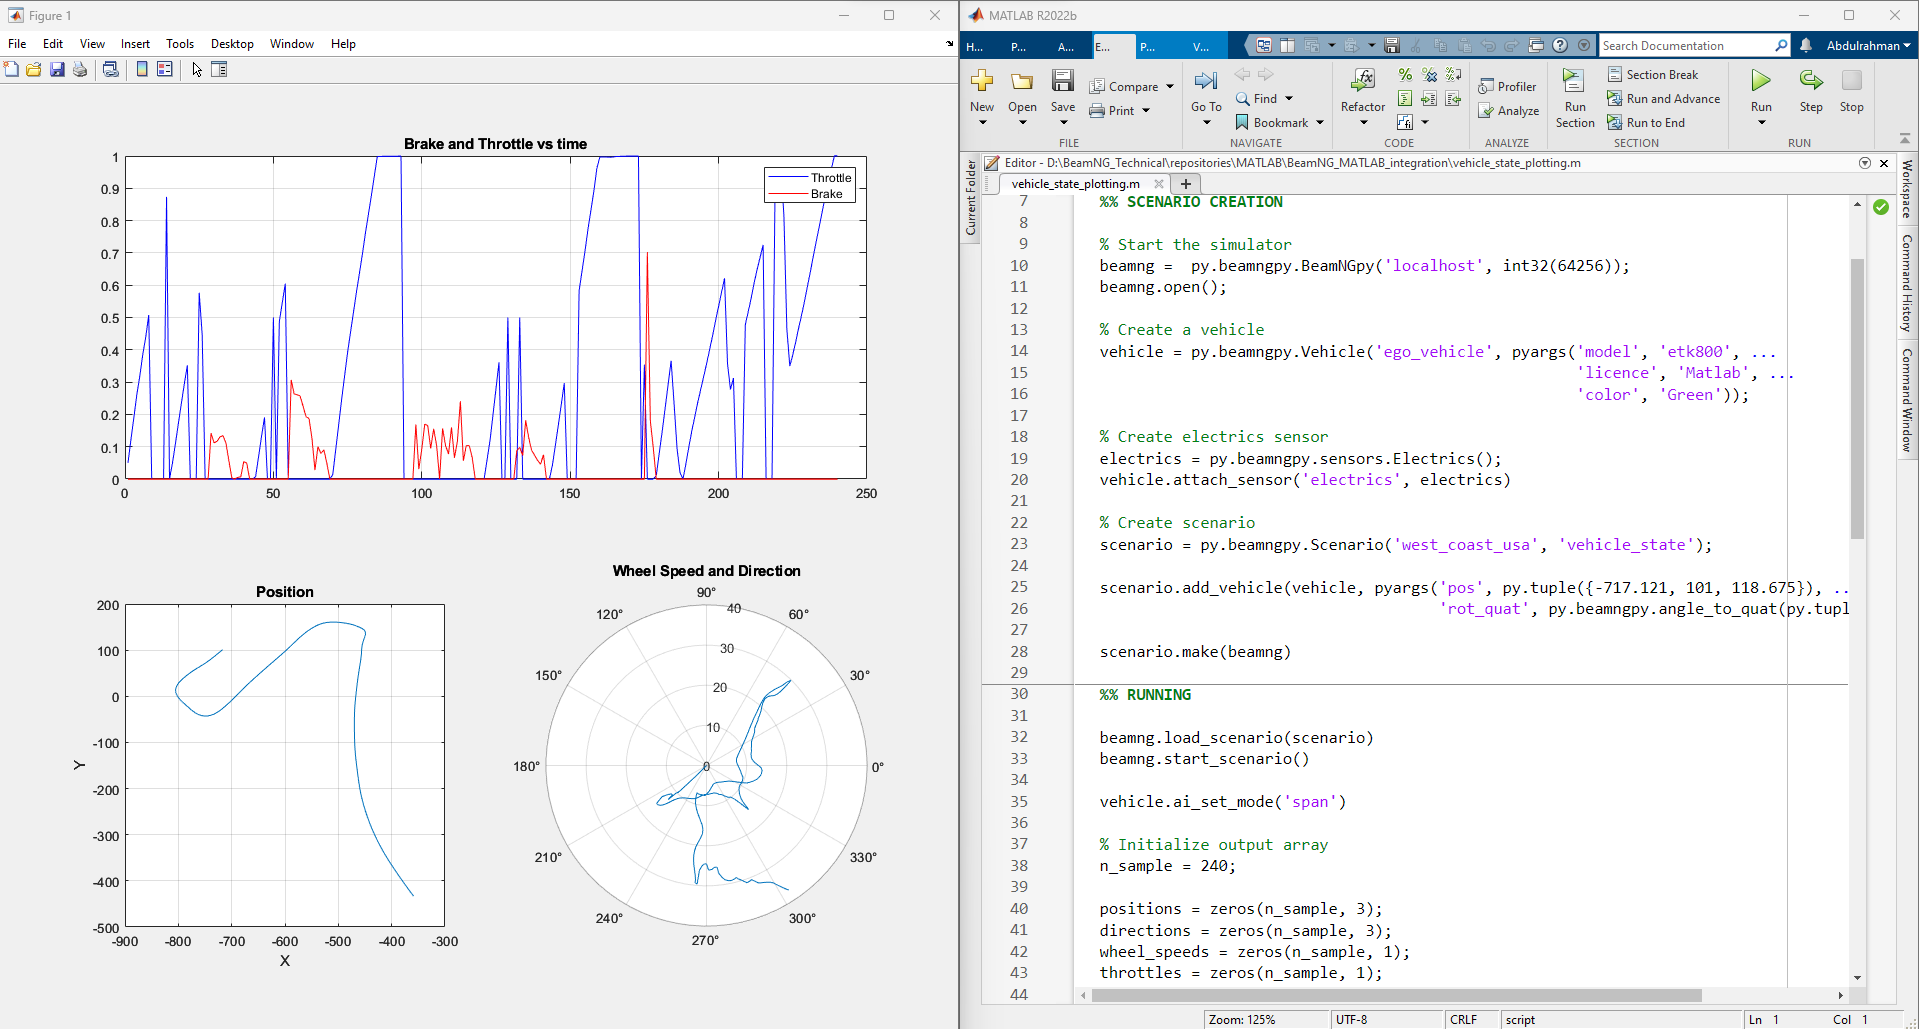 Figure 1
File Edit View Insert Tools Desktop Window Help
Brake and Throttle vs time
Throttle
Brake
1
0.9
0.8
0.7
0.6
0.5
0.4
0.3
0.2
0.1
0
0 50 100 150 200 250
Position
200
100
0
-100
-200
-300
-400
-500
-900 -800 -700 -600 -500 -400 -300
X
Y
Wheel Speed and Direction
90°
120° 60°
150° 30°
180° 0°
210° 330°
240° 300°
270°
40
30
20
10
0
MATLAB R2022b
H... P... A... E... P... V...
Search Documentation
Abdulrahman
New Open Save
Compare
Print
FILE
Go To
Find
Bookmark
NAVIGATE
Refactor
CODE
Profiler
Analyze
ANALYZE
Run Section
Section Break
Run and Advance
Run to End
SECTION
Run Step Stop
RUN
Current Folder
Editor - D:\BeamNG_Technical\repositories\MATLAB\BeamNG_MATLAB_integration\vehicle_state_plotting.m
vehicle_state_plotting.m
7 %% SCENARIO CREATION
8
9 % Start the simulator
10 beamng =  py.beamngpy.BeamNGpy('localhost', int32(64256));
11 beamng.open();
12
13 % Create a vehicle
14 vehicle = py.beamngpy.Vehicle('ego_vehicle', pyargs('model', 'etk800', ...
15 'licence', 'Matlab', ...
16 'color', 'Green'));
17
18 % Create electrics sensor
19 electrics = py.beamngpy.sensors.Electrics();
20 vehicle.attach_sensor('electrics', electrics)
21
22 % Create scenario
23 scenario = py.beamngpy.Scenario('west_coast_usa', 'vehicle_state');
24
25 scenario.add_vehicle(vehicle, pyargs('pos', py.tuple({-717.121, 101, 118.675}), ..
26 'rot_quat', py.beamngpy.angle_to_quat(py.tupl
27
28 scenario.make(beamng)
29
30 %% RUNNING
31
32 beamng.load_scenario(scenario)
33 beamng.start_scenario()
34
35 vehicle.ai_set_mode('span')
36
37 % Initialize output array
38 n_sample = 240;
39
40 positions = zeros(n_sample, 3);
41 directions = zeros(n_sample, 3);
42 wheel_speeds = zeros(n_sample, 1);
43 throttles = zeros(n_sample, 1);
44
Workspace
Command History
Command Window
Zoom: 125% UTF-8 CRLF script Ln 1 Col 1